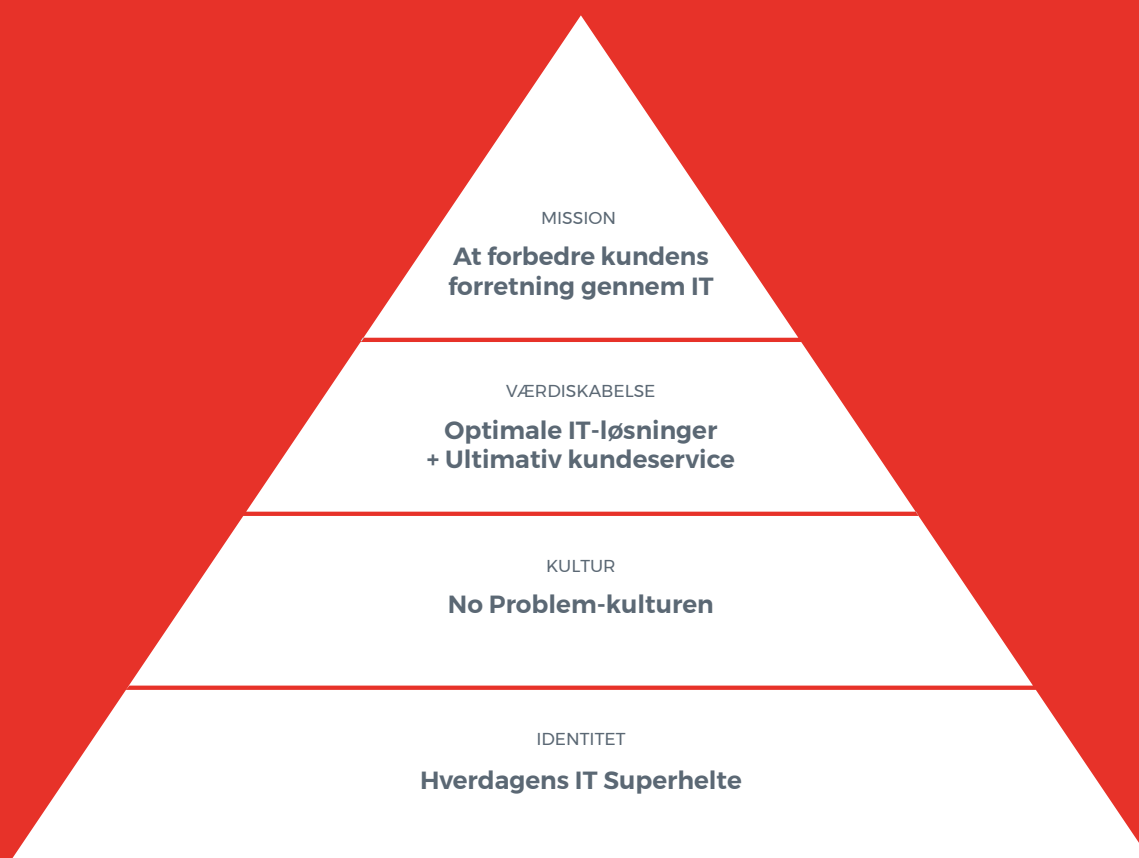 MISSION
At forbedre kundens
forretning gennem IT
VÆRDISKABELSE
Optimale IT-løsninger
+ Ultimativ kundeservice
KULTUR
No Problem-kulturen
IDENTITET
Hverdagens IT Superhelte